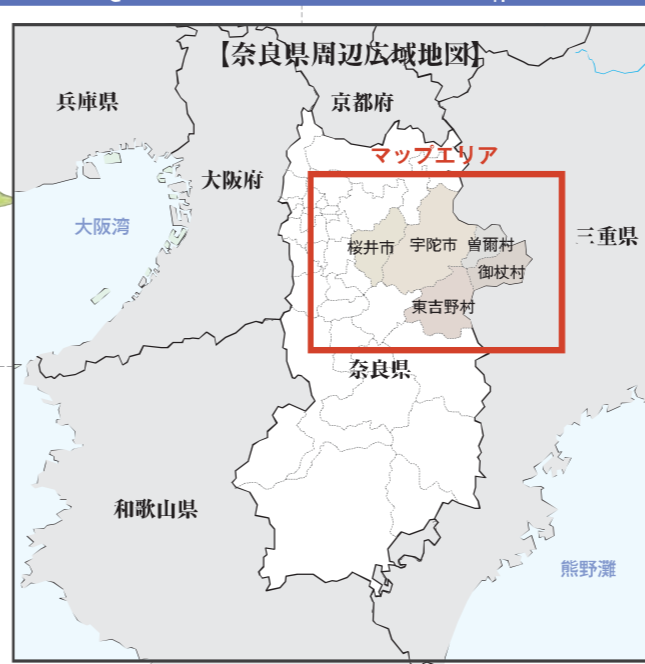 【奈良県周辺広域地図】
兵庫県
京都府
マップエリア
大阪府
大阪湾
三重県
桜井市
宇陀市
曽爾村
御杖村
東吉野村
奈良県
和歌山県
熊野灘